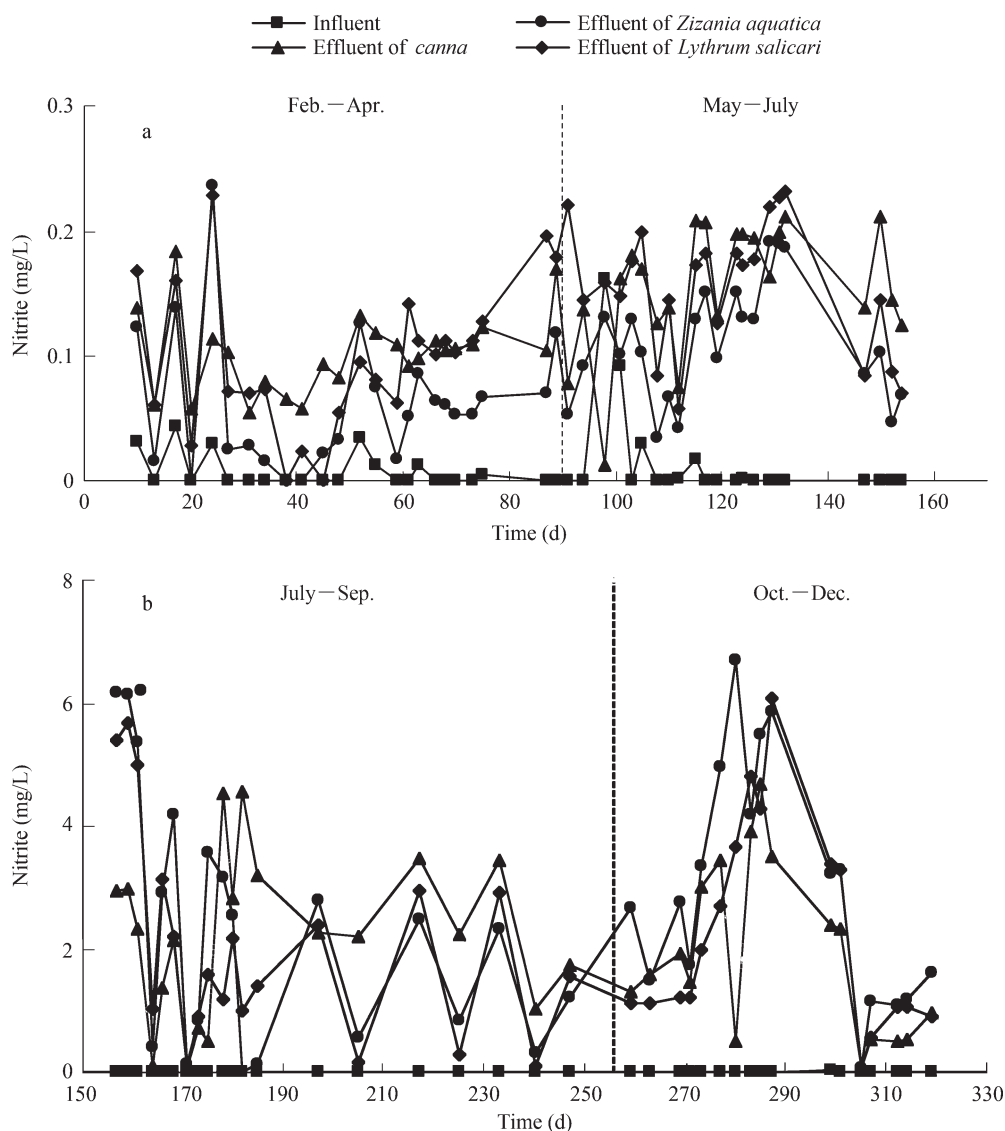 Influent
Effluent of Zizania aquatica
Effluent of canna
Effluent of Lythrum salicari
0.3
Feb.－Apr.
May－July
a
0.2
Nitrite (mg/L)
0.1
0
0 20 40 60 80 100 120 140 160
Time (d)
8
b
July－Sep.
Oct.－Dec.
6
Nitrite (mg/L)
4
2
0
150 170 190 210 230 250 270 290 310 330
Time (d)